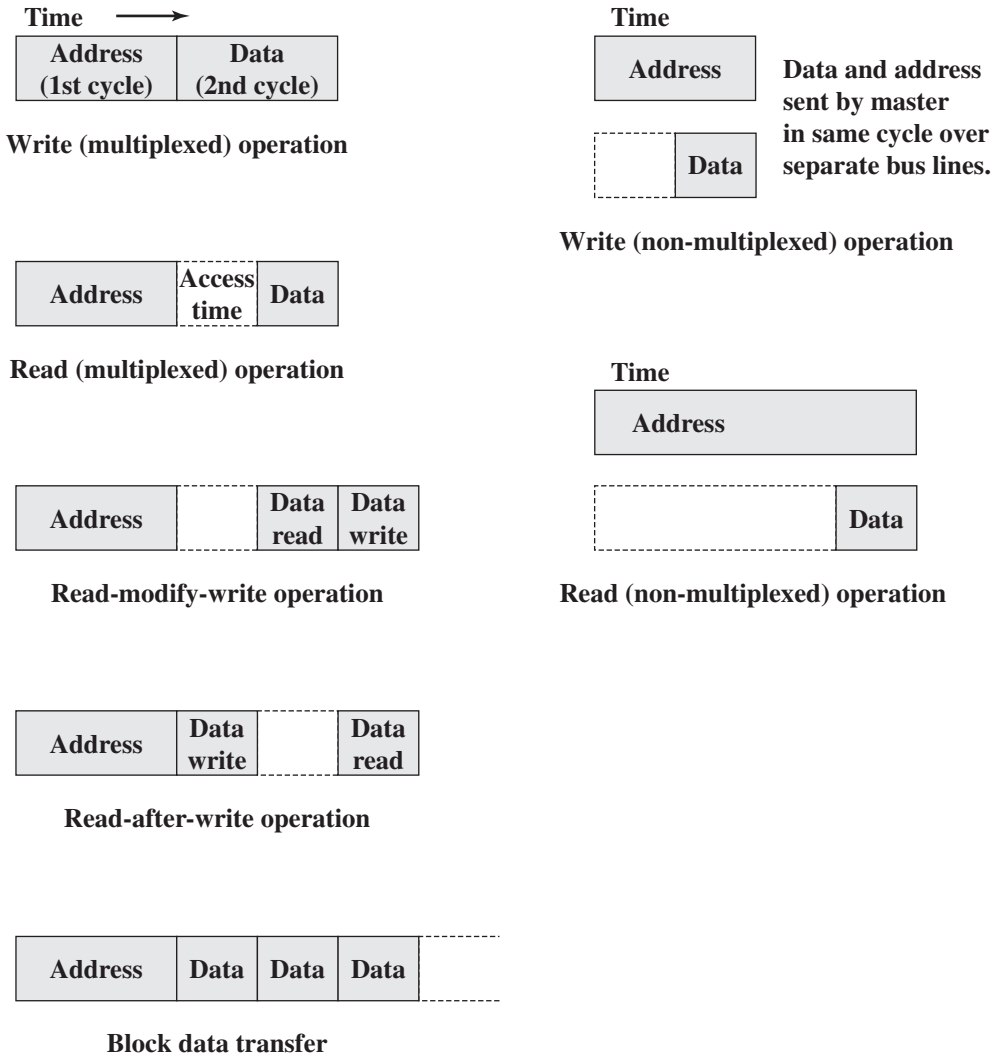 Time
Address
(1st cycle)
Data
(2nd cycle)
Write (multiplexed) operation
Address
Access
time
Data
Read (multiplexed) operation
Address
Data
read
Data
write
Read-modify-write operation
Address
Data
write
Data
read
Read-after-write operation
Address
Data
Data
Data
Block data transfer
Time
Address
Data
Data and address
sent by master
in same cycle over
separate bus lines.
Write (non-multiplexed) operation
Time
Address
Data
Read (non-multiplexed) operation